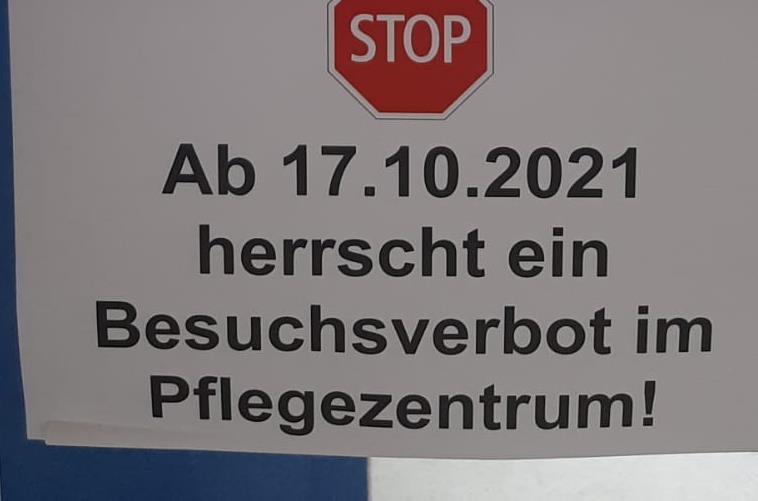 STOP
Ab 17.10.2021
herrscht ein
Besuchsverbot im
Pflegezentrum!